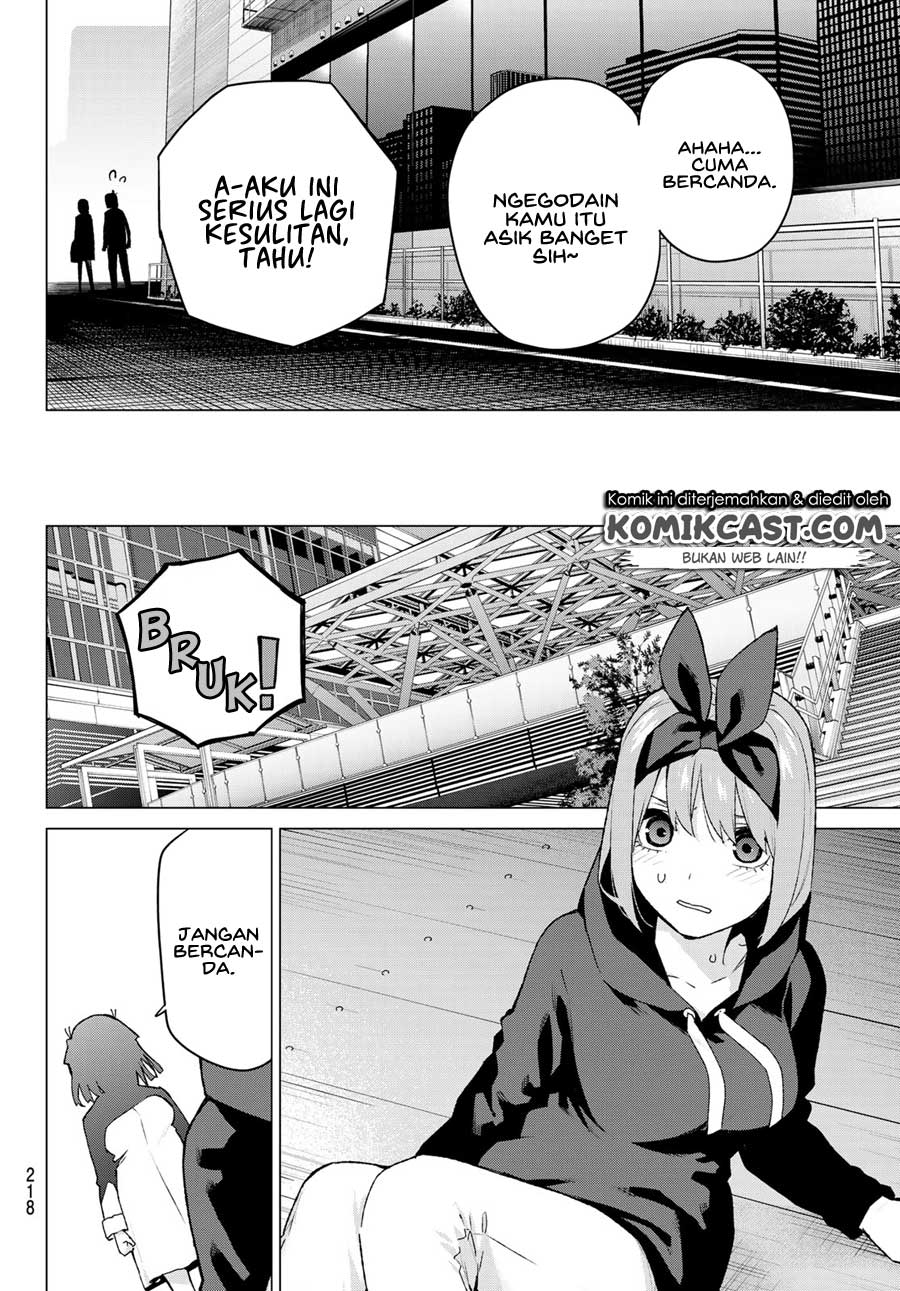 AHAHA...
CUMA
BERCANDA.
NGEGODAIN
KAMU ITU
ASIK BANGET
SIH~
A-AKU INI
SERIUS LAGI
KESULITAN,
TAHU!
Komik ini diterjemahkan & diedit oleh
KOMIKCAST.COM
BUKAN WEB LAIN!!
BRUK!
JANGAN
BERCAN-
DA.
218